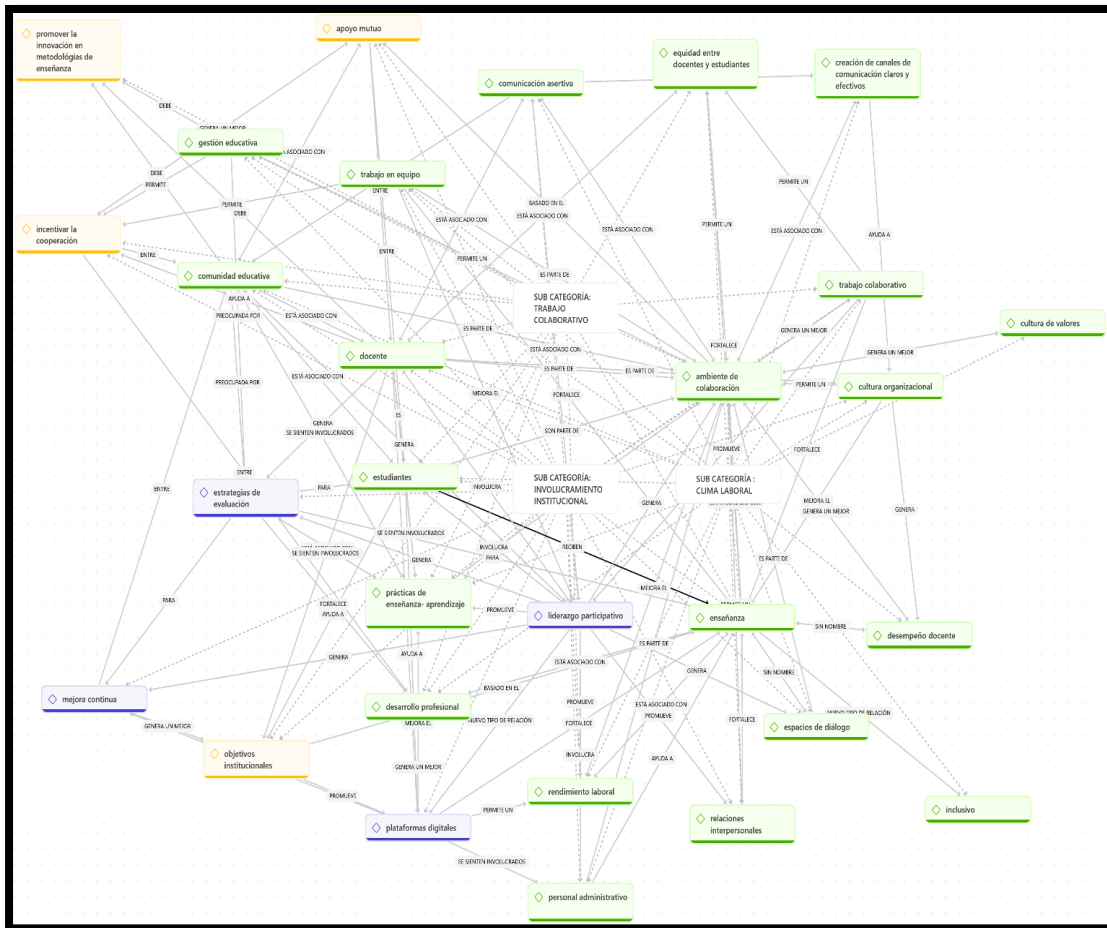 promover la
innovación en
metodológias de
enseñanza
apoyo mutuo
equidad entre
docentes y estudiantes
creación de canales de
comunicación claros y
efectivos
comunicación asertiva
DEBE
GENERA UN MEJOR
gestión educativa
ASOCIADO CON
trabajo en equipo
DEBE
PERMITE
ENTRE
PERMITE UN
PERMITE
DEBE
BASADO EN EL
ESTÁ ASOCIADO CON
ESTÁ ASOCIADO CON
ESTÁ ASOCIADO CON
PERMITE UN
ESTÁ ASOCIADO CON
AYUDA A
incentivar la
cooperación
ENTRE
ENTRE
PERMITE UN
comunidad educativa
ES PARTE DE
trabajo colaborativo
SUB CATEGORÍA:
TRABAJO
COLABORATIVO
AYUDA A
PREOCUPADA POR
ESTÁ ASOCIADO CON
ES PARTE DE
GENERA UN MEJOR
cultura de valores
FORTALECE
ESTÁ ASOCIADO CON
GENERA UN MEJOR
docente
ES PARTE DE
ES PARTE DE
ESTÁ ASOCIADO CON
PREOCUPADA POR
ambiente de
colaboración
PERMITE UN
cultura organizacional
MEJORA EL
FORTALECE
ES
GENERA
SE SIENTEN INVOLUCRADOS
SON PARTE DE
GENERA
PROMUEVE
FORTALECE
ENTRE
estudiantes
SUB CATEGORÍA:
INVOLUCRAMIENTO
INSTITUCIONAL
SUB CATEGORÍA :
CLIMA LABORAL
ENTRE
PARA
INVOLUCRA
estrategias de
evaluación
GENERA
MEJORA EL
GENERA UN MEJOR
GENERA
SE SIENTEN INVOLUCRADOS
INVOLUCRA
RECIBEN
SE SIENTEN INVOLUCRADOS
GENERA
PARA
ES PARTE DE
prácticas de
enseñanza- aprendizaje
MEJORA EL
PARA
FORTALECE
AYUDA A
PROMUEVE
liderazgo participativo
enseñanza
SIN NOMBRE
desempeño docente
GENERA
AYUDA A
ESTÁ ASOCIADO CON
ES PARTE DE
GENERA
SIN NOMBRE
mejora continua
BASADO EN EL
desarrollo profesional
PROMUEVE
ESTÁ ASOCIADO CON
PROMUEVE
GENERA UN MEJOR
MEJORA EL
NUEVO TIPO DE RELACIÓN
FORTALECE
FORTALECE
NUEVO TIPO DE RELACIÓN
espacios de diálogo
objetivos
institucionales
GENERA UN MEJOR
INVOLUCRA
AYUDA A
PROMUEVE
rendimiento laboral
PERMITE UN
inclusivo
plataformas digitales
relaciones
interpersonales
SE SIENTEN INVOLUCRADOS
personal administrativo